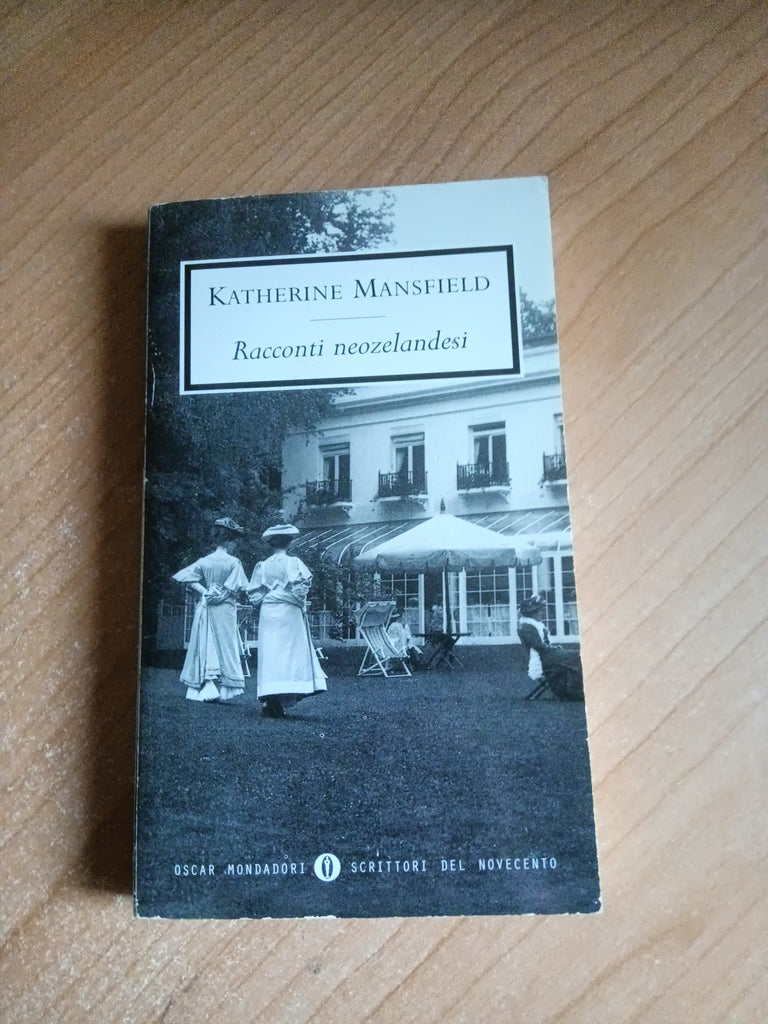 KATHERINE MANSFIELD
Racconti neozelandesi
OSCAR MONDADORI SCRITTORI DEL NOVECENTO